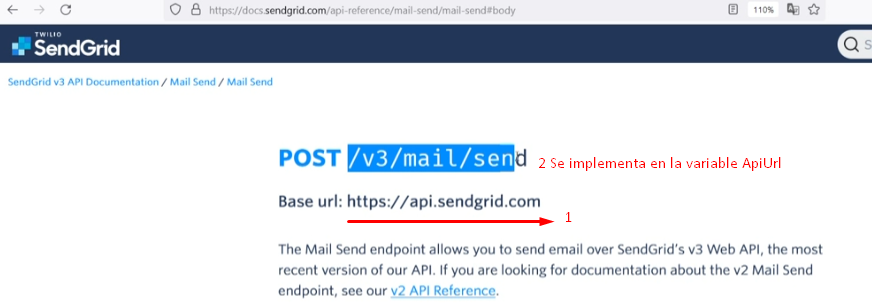 https://docs.sendgrid.com/api-reference/mail-send/mail-send#body
110%
TWILIO
SendGrid
S
SendGrid v3 API Documentation / Mail Send / Mail Send
POST /v3/mail/send 2 Se implementa en la variable ApiUrl
Base url: https://api.sendgrid.com
1
The Mail Send endpoint allows you to send email over SendGrid's v3 Web API, the most
recent version of our API. If you are looking for documentation about the v2 Mail Send
endpoint, see our v2 API Reference.